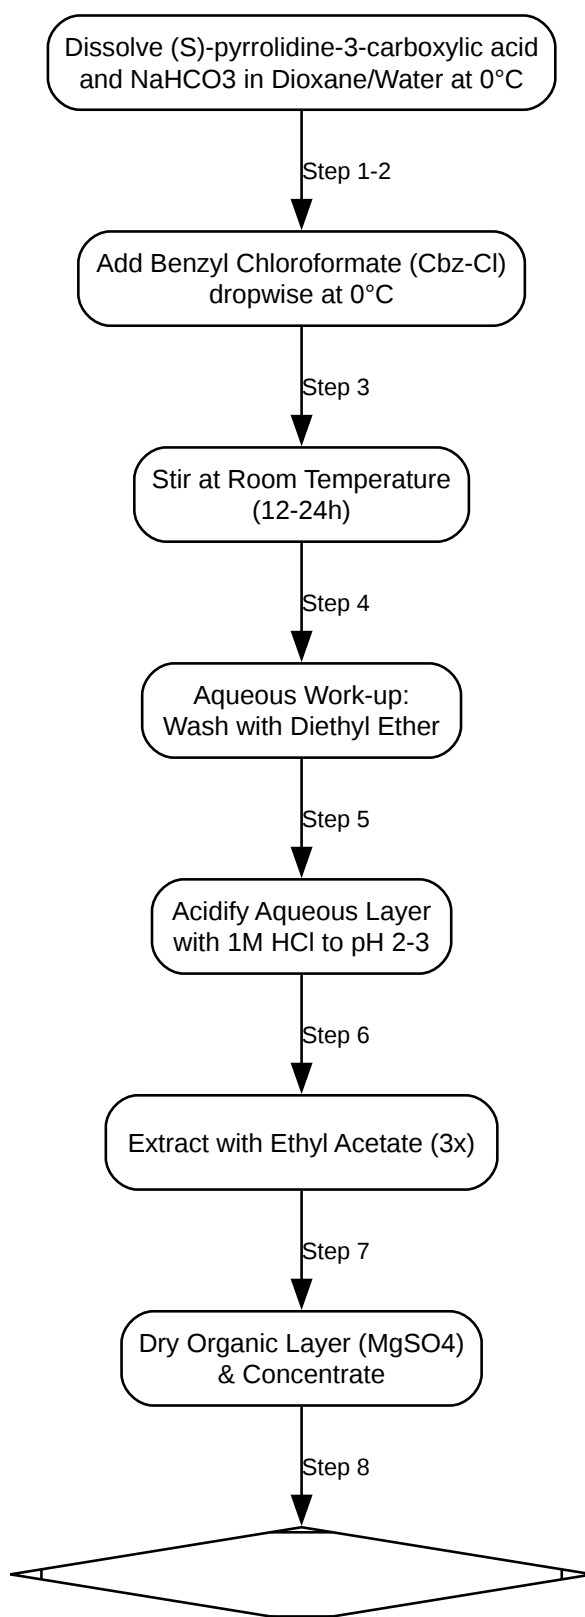 Dissolve (S)-pyrrolidine-3-carboxylic acid
and NaHCO3 in Dioxane/Water at 0°C
Step 1-2
Add Benzyl Chloroformate (Cbz-Cl)
dropwise at 0°C
Step 3
Stir at Room Temperature
(12-24h)
Step 4
Aqueous Work-up:
Wash with Diethyl Ether
Step 5
Acidify Aqueous Layer
with 1M HCl to pH 2-3
Step 6
Extract with Ethyl Acetate (3x)
Step 7
Dry Organic Layer (MgSO4)
& Concentrate
Step 8